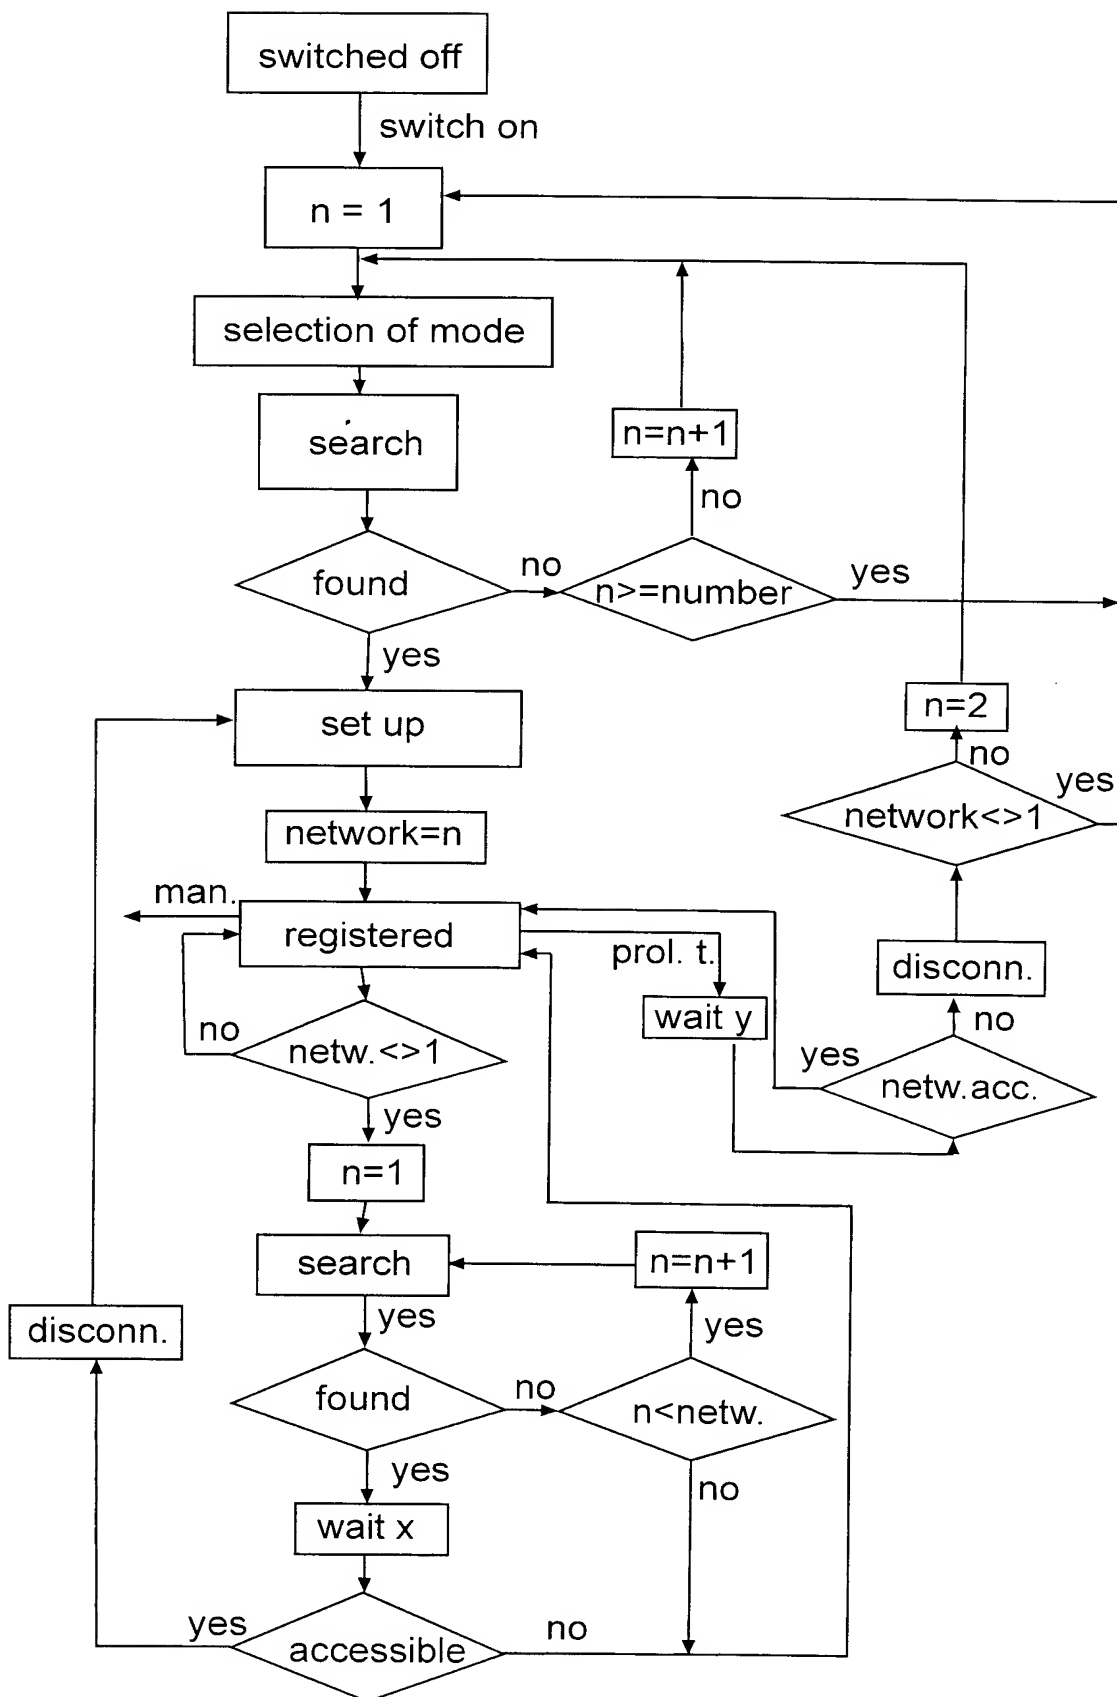 switched off
switch on
n = 1
selection of mode
search
n=n+1
no
found
no
n>=number
yes
yes
set up
n=2
no
yes
network<>1
network=n
man.
registered
prol. t.
disconn.
wait y
no
netw.<>1
no
yes
netw.acc.
yes
n=1
search
n=n+1
yes
yes
disconn.
found
no
n<netw.
yes
no
wait x
yes
accessible
no